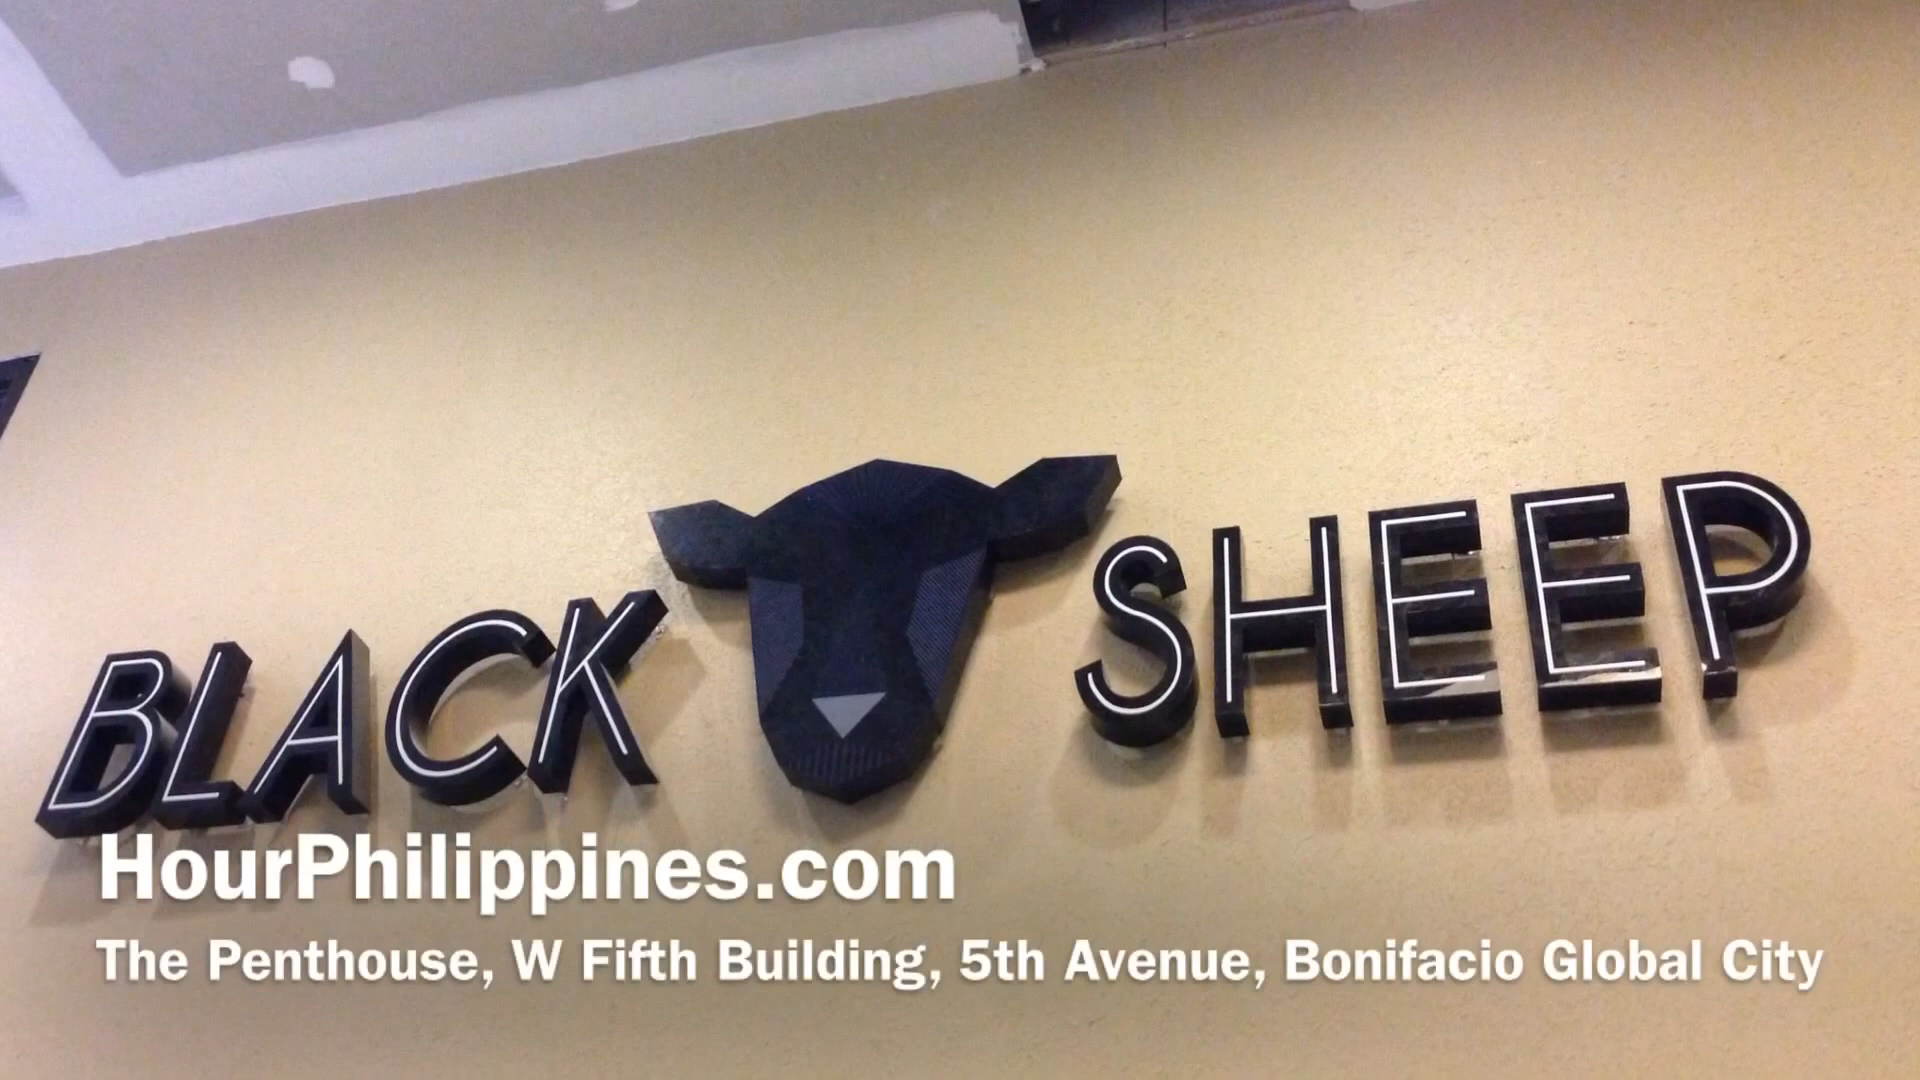 BLACK SHEEP
HourPhilippines.com
The Penthouse, W Fifth Building, 5th Avenue, Bonifacio Global City